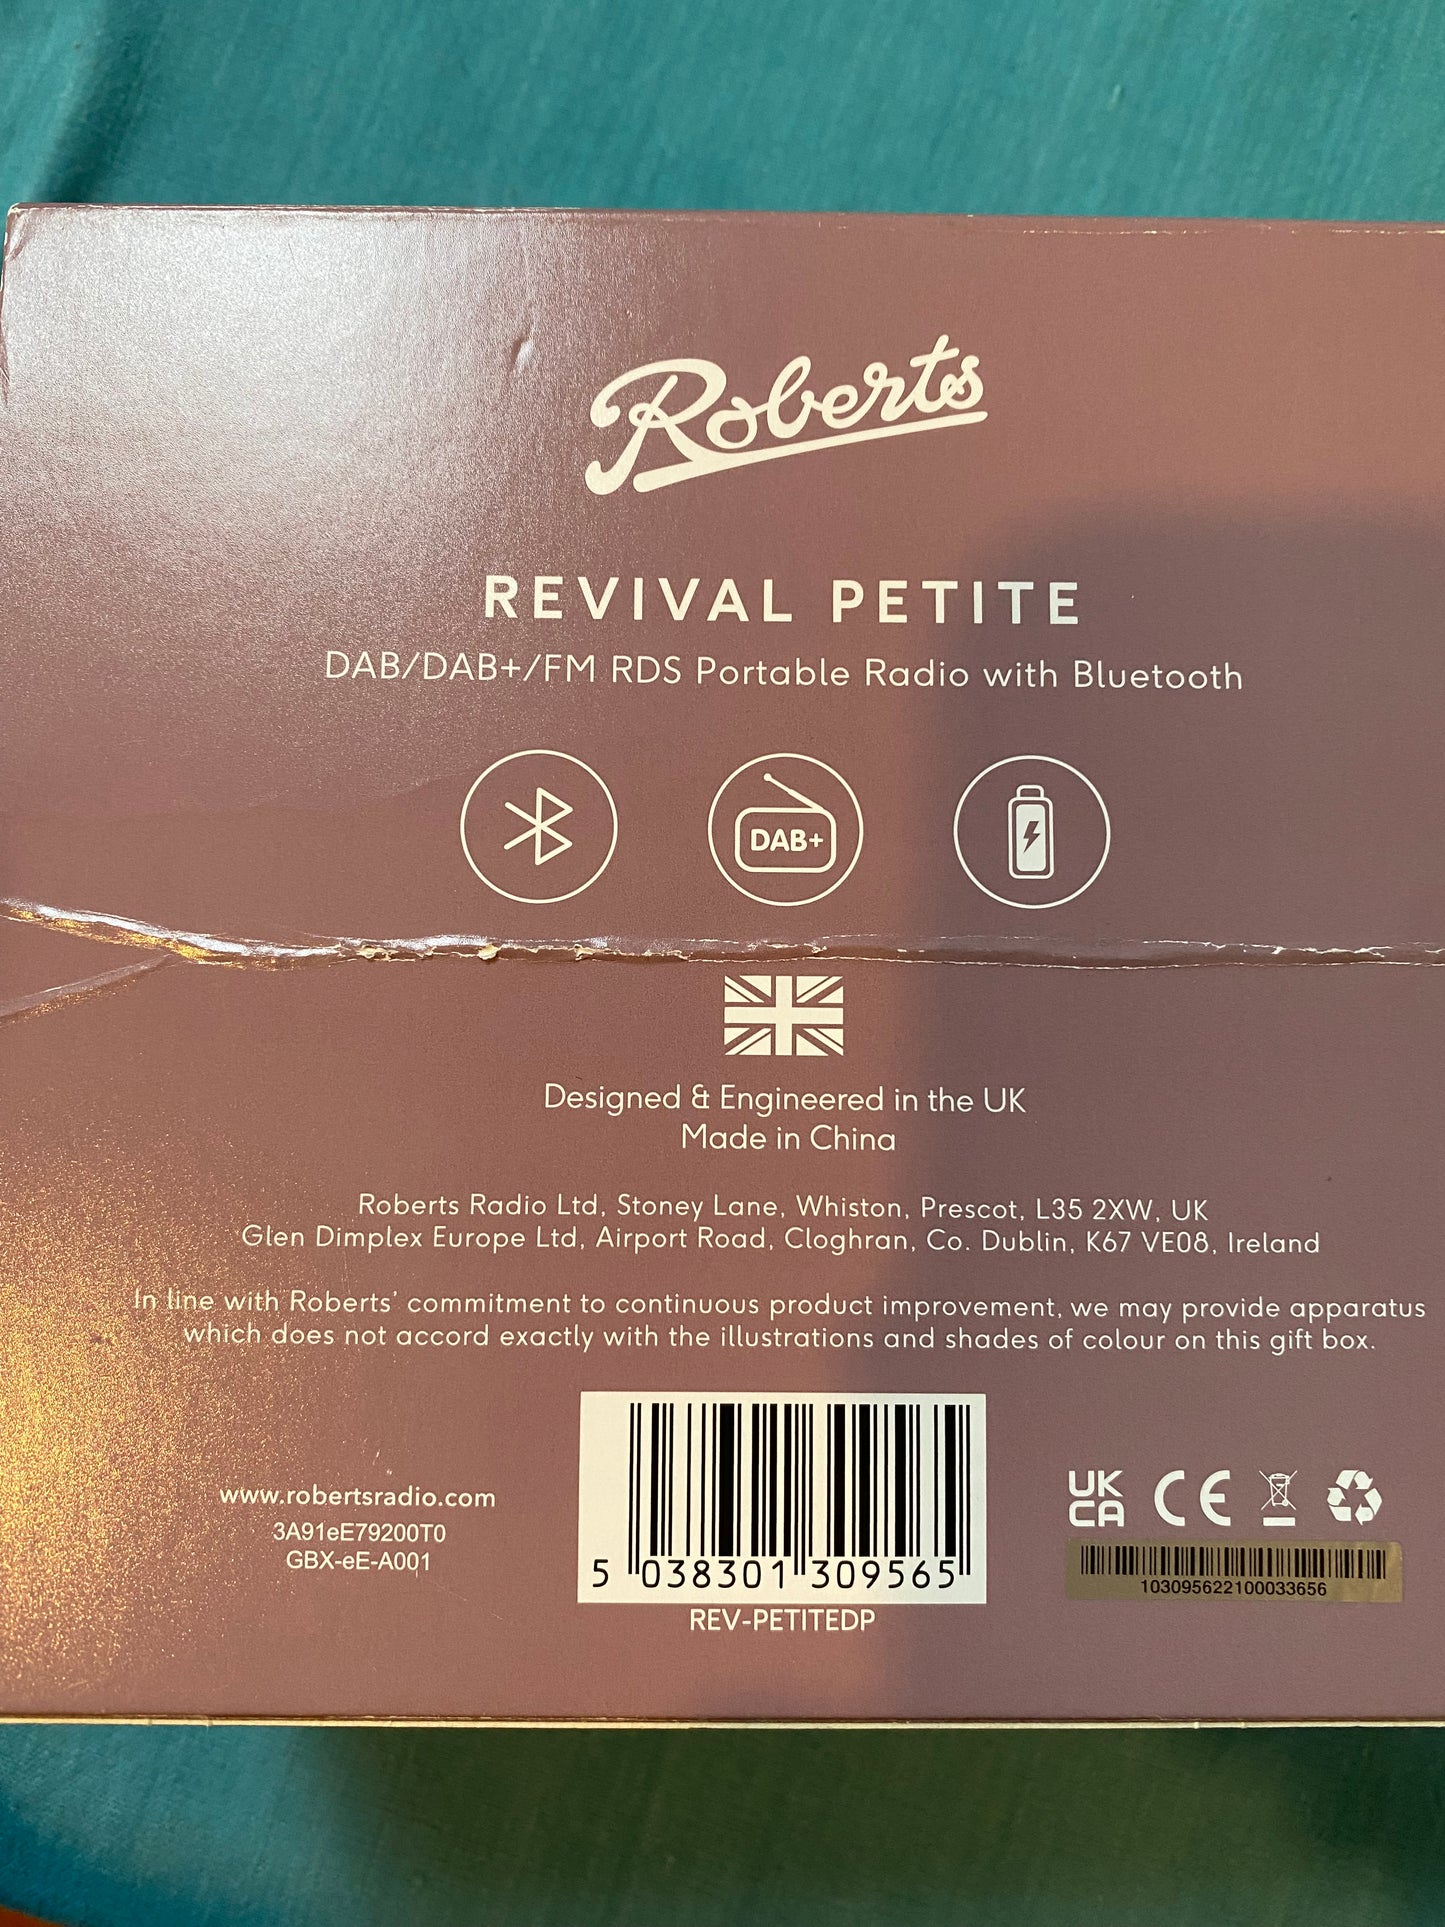 Roberts
REVIVAL PETITE
DAB/DAB+/FM RDS Portable Radio with Bluetooth
DAB+
Designed & Engineered in the UK
Made in China
Roberts Radio Ltd, Stoney Lane, Whiston, Prescot, L35 2XW, UK
Glen Dimplex Europe Ltd, Airport Road, Cloghran, Co. Dublin, K67 VE08, Ireland
In line with Roberts' commitment to continuous product improvement, we may provide apparatus
which does not accord exactly with the illustrations and shades of colour on this gift box.
www.robertsradio.com
3A91eE79200T0
GBX-eE-A001
5 038301 309565
REV-PETITEDP
UK
CA
CE
103095622100033656